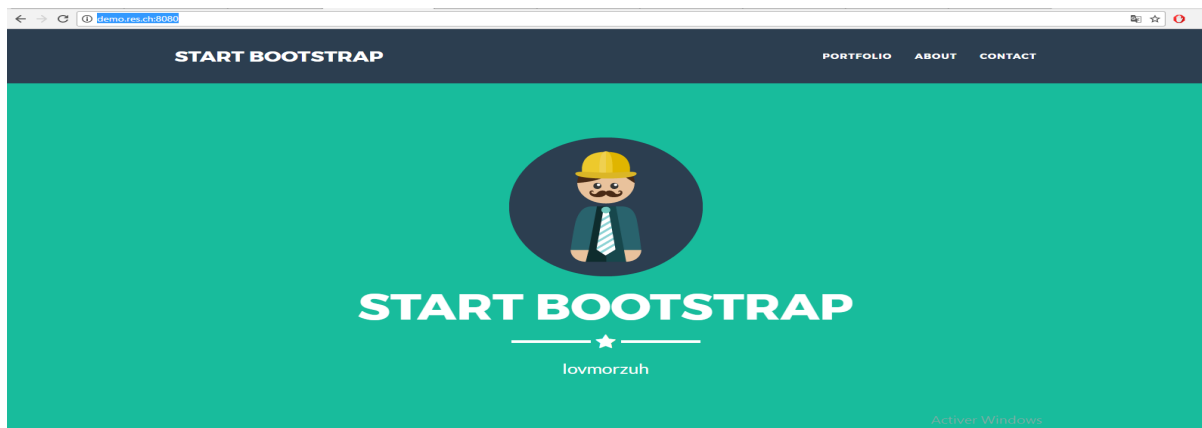 demo.res.ch:8080
START BOOTSTRAP
PORTFOLIO ABOUT CONTACT
START BOOTSTRAP
lovmorzuh
Activer Windows